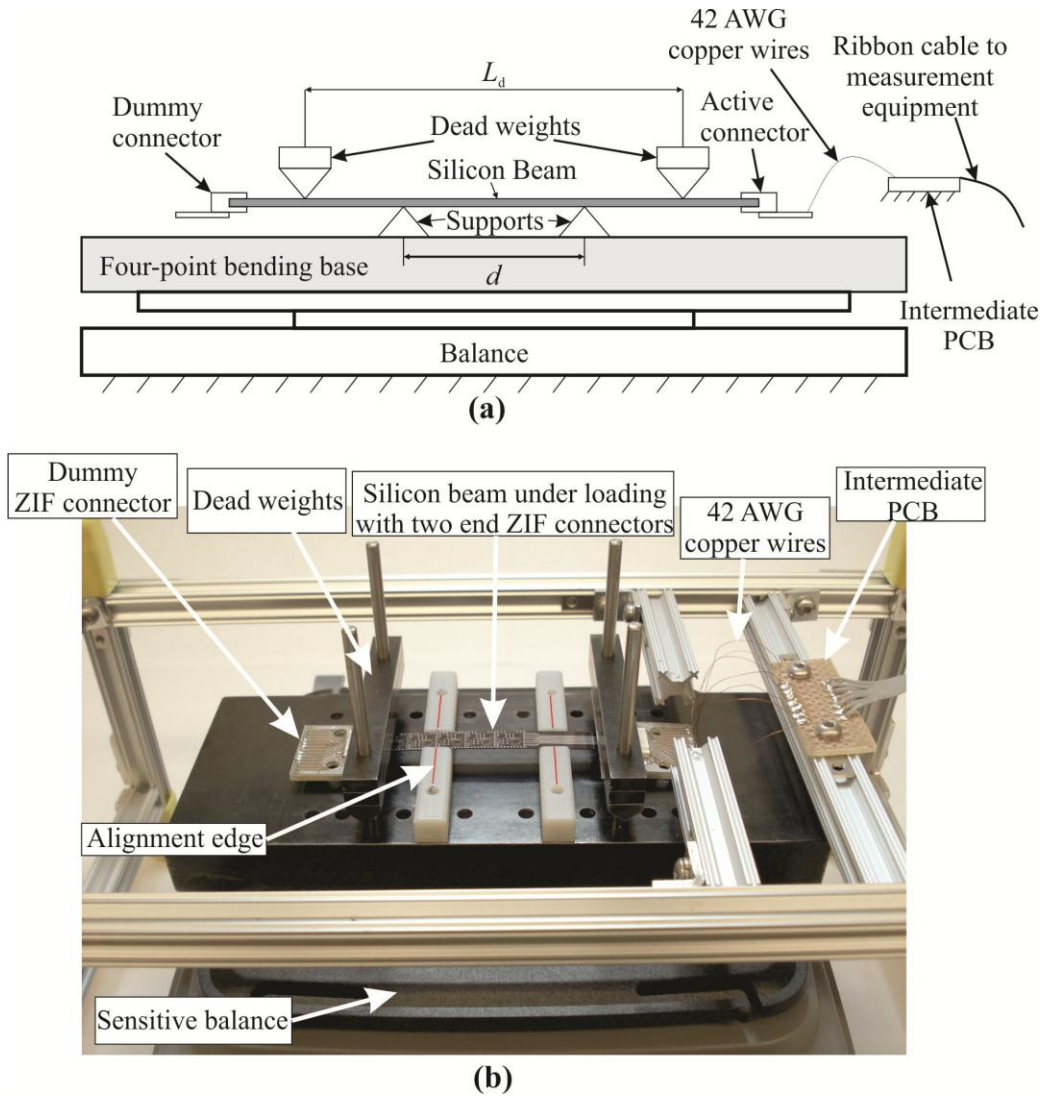 42 AWG
copper wires
Ribbon cable to
measurement
equipment
L_d
Dummy
connector
Active
connector
Dead weights
Silicon Beam
Supports
Four-point bending base
d
Intermediate
PCB
Balance
(a)
Dummy
ZIF connector
Dead weights
Silicon beam under loading
with two end ZIF connectors
42 AWG
copper wires
Intermediate
PCB
Alignment edge
Sensitive balance
(b)